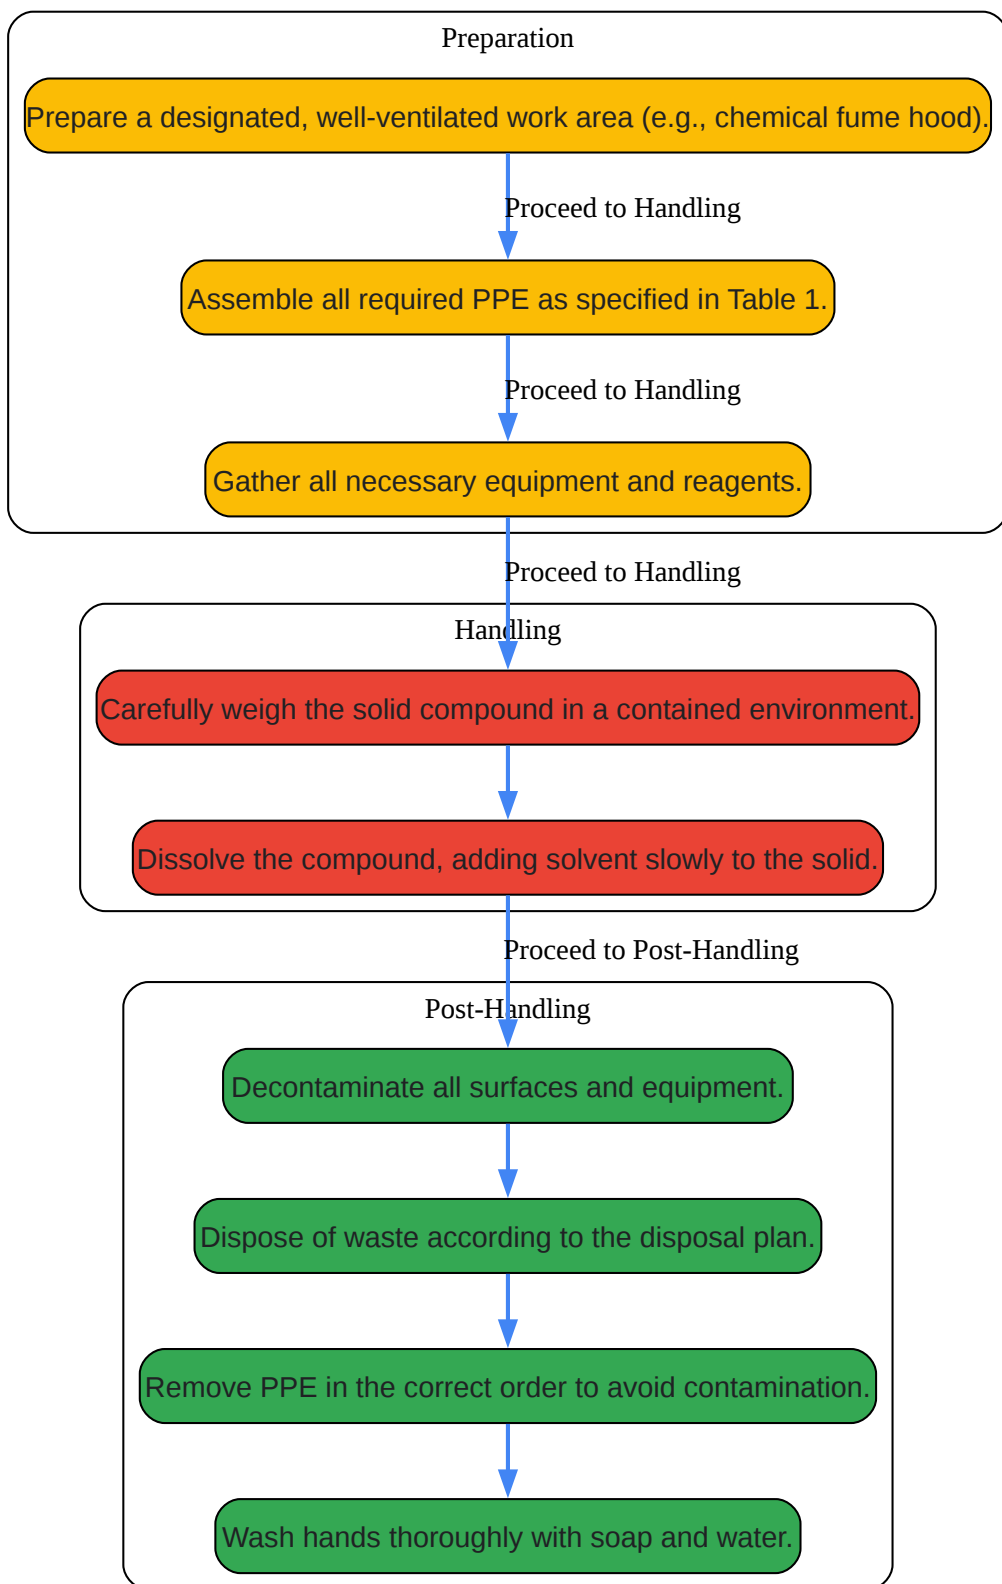 Preparation
Prepare a designated, well-ventilated work area (e.g., chemical fume hood).
Proceed to Handling
Assemble all required PPE as specified in Table 1.
Proceed to Handling
Gather all necessary equipment and reagents.
Proceed to Handling
Handling
Carefully weigh the solid compound in a contained environment.
Dissolve the compound, adding solvent slowly to the solid.
Proceed to Post-Handling
Post-Handling
Decontaminate all surfaces and equipment.
Dispose of waste according to the disposal plan.
Remove PPE in the correct order to avoid contamination.
Wash hands thoroughly with soap and water.